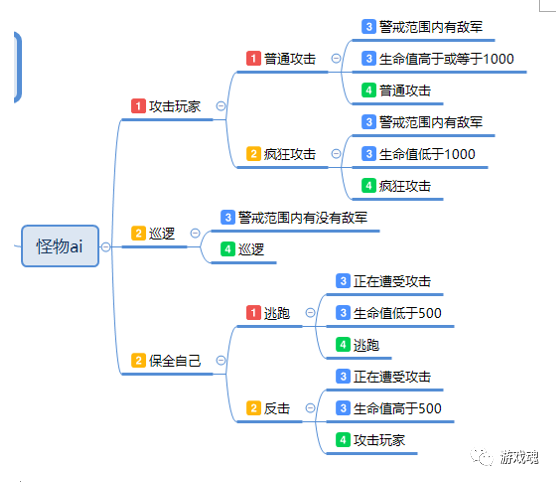 怪物ai
1 攻击玩家
1 普通攻击
3 警戒范围内有敌军
3 生命值高于或等于1000
4 普通攻击
2 疯狂攻击
3 警戒范围内有敌军
3 生命值低于1000
4 疯狂攻击
2 巡逻
3 警戒范围内有没有敌军
4 巡逻
2 保全自己
1 逃跑
3 正在遭受攻击
3 生命值低于500
4 逃跑
2 反击
3 正在遭受攻击
3 生命值高于500
4 攻击玩家
游戏魂